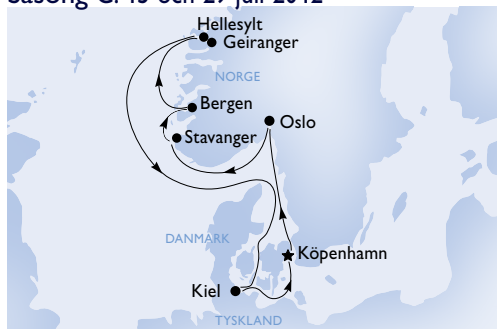 Hellesylt
Geiranger
NORGE
Bergen
Oslo
Stavanger
DANMARK
Köpenhamn
Kiel
TYSKLAND